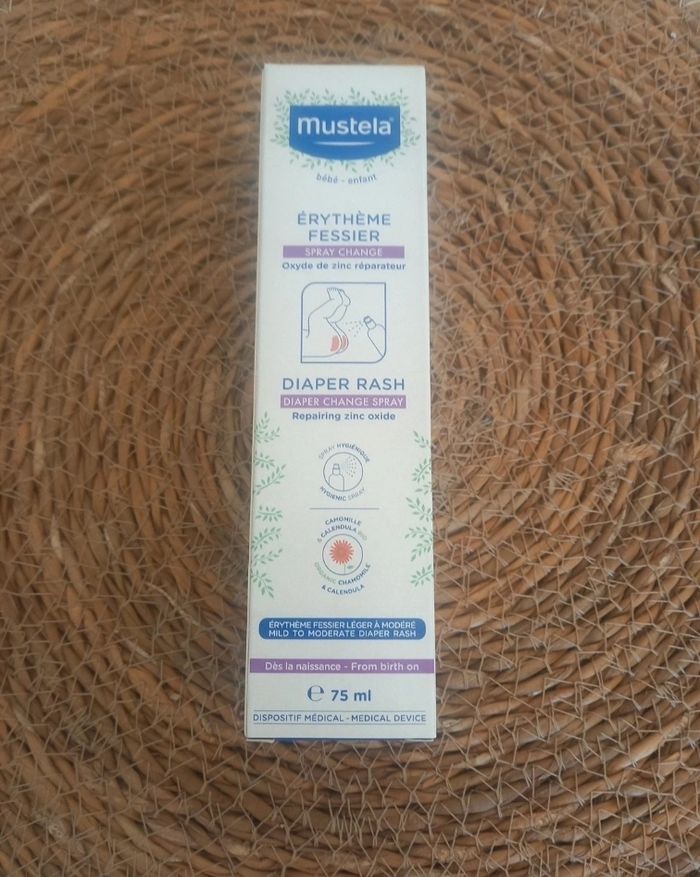 mustela®
bébé - enfant
ÉRYTHÈME
FESSIER
SPRAY CHANGE
Oxyde de zinc réparateur
DIAPER RASH
DIAPER CHANGE SPRAY
Repairing zinc oxide
SPRAY HYGIÉNIQUE
HYGIENIC SPRAY
CAMOMILLE
& CALENDULA BIO
ORGANIC CHAMOMILE
& CALENDULA
ÉRYTHÈME FESSIER LÉGER À MODÉRÉ
MILD TO MODERATE DIAPER RASH
Dès la naissance - From birth on
℮ 75 ml
DISPOSITIF MÉDICAL - MEDICAL DEVICE